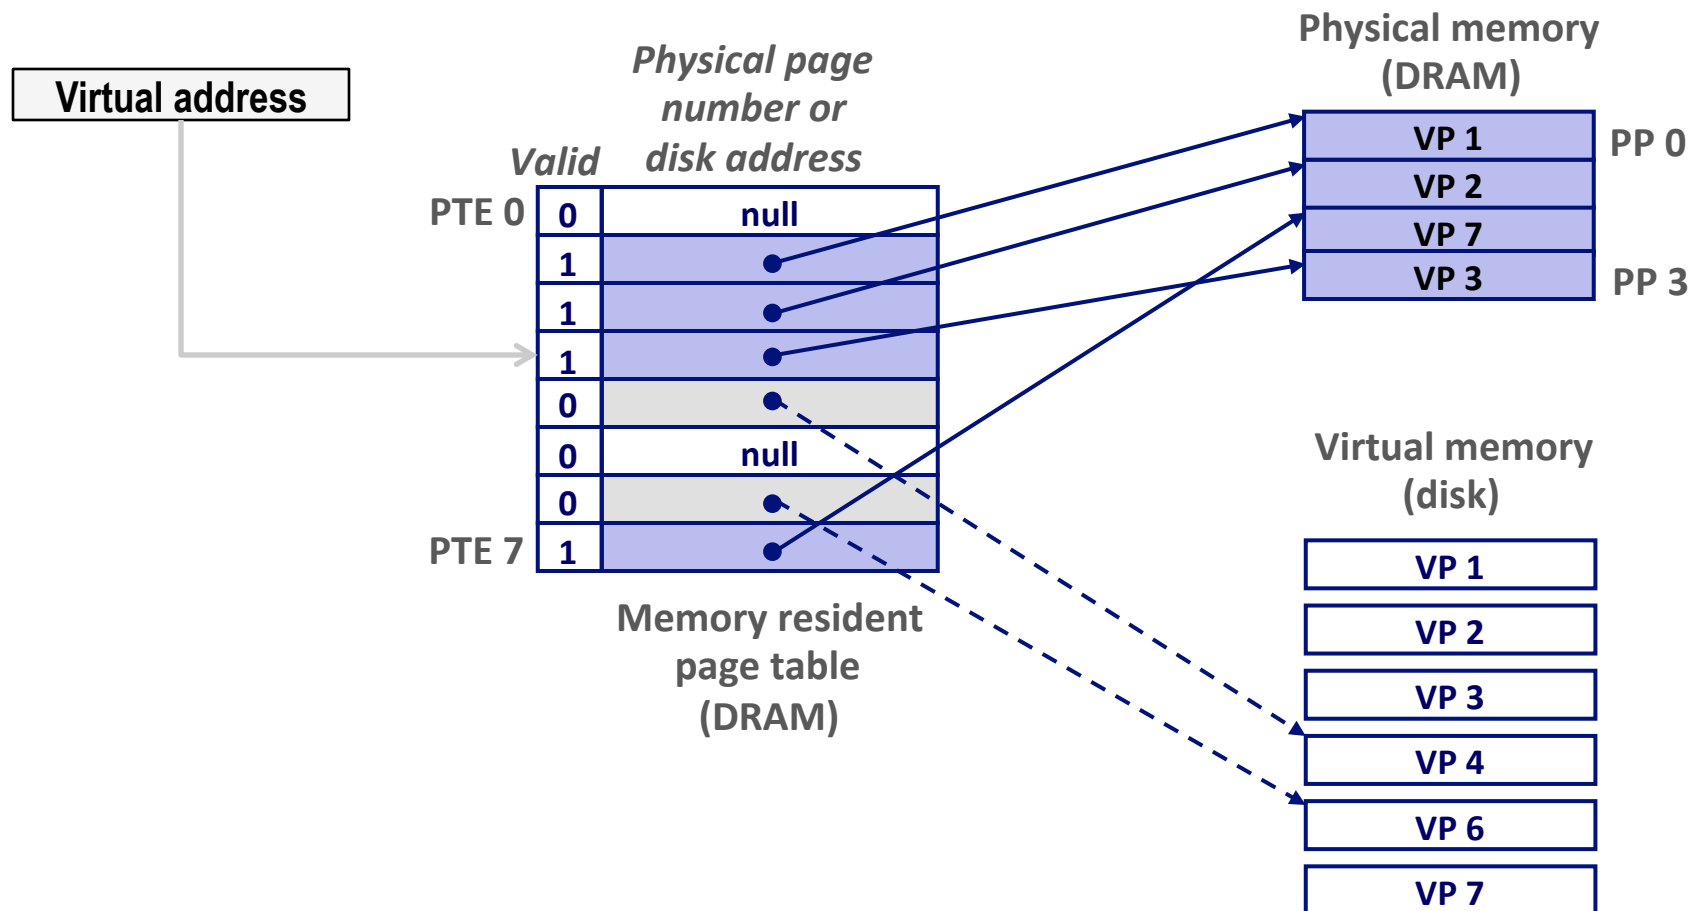 Virtual address
Physical page
number or
disk address
Valid
PTE 0
0
null
1
1
1
0
0
null
0
PTE 7
1
Memory resident
page table
(DRAM)
Physical memory
(DRAM)
VP 1
PP 0
VP 2
VP 7
VP 3
PP 3
Virtual memory
(disk)
VP 1
VP 2
VP 3
VP 4
VP 6
VP 7